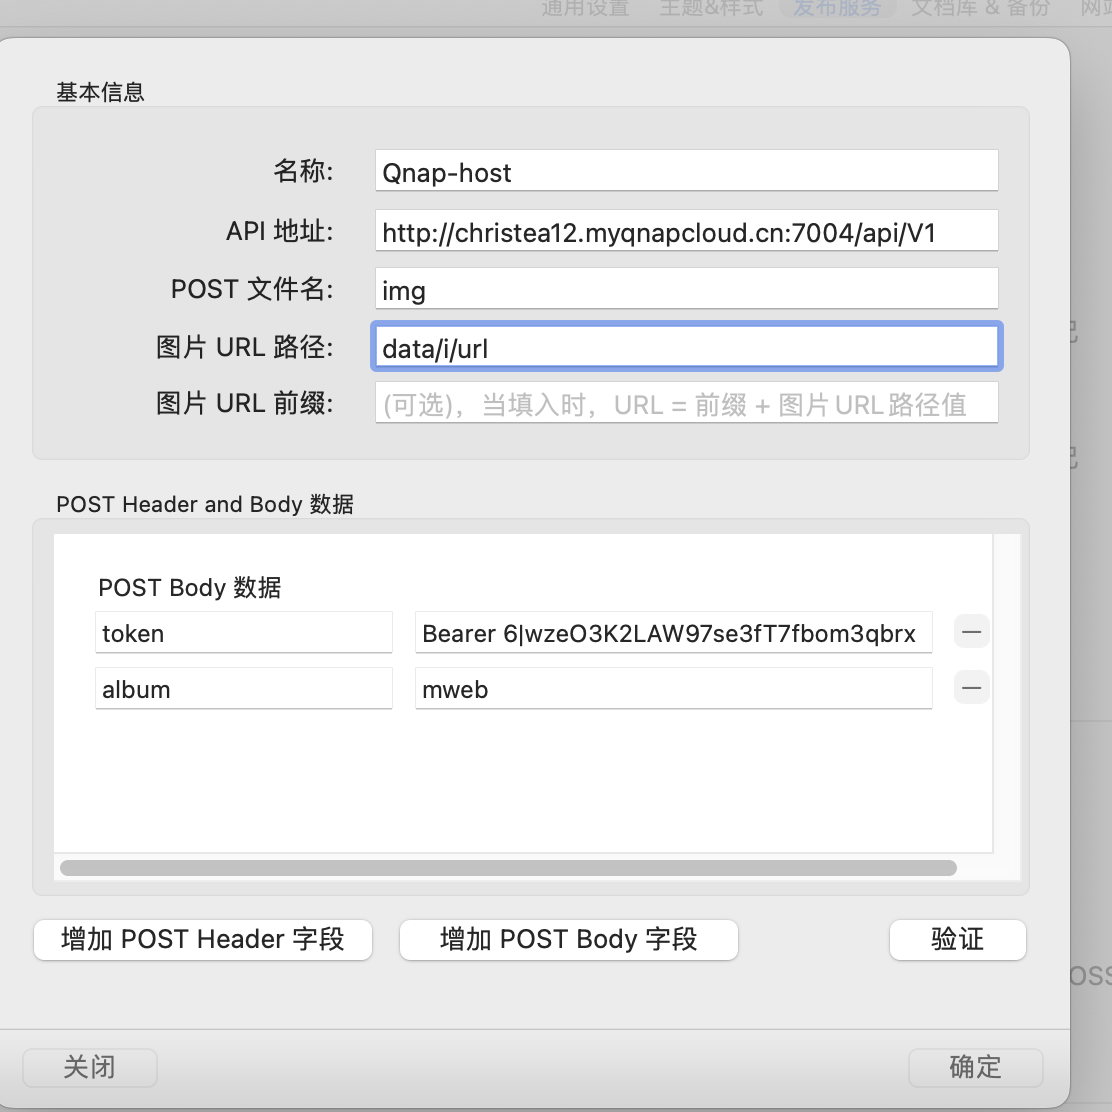 通用设置 主题&样式 发布服务 文档库 & 备份
基本信息
名称: Qnap-host
API 地址: http://christea12.myqnapcloud.cn:7004/api/V1
POST 文件名: img
图片 URL 路径: data/i/url
图片 URL 前缀: (可选)，当填入时，URL = 前缀 + 图片URL路径值
POST Header and Body 数据
POST Body 数据
token Bearer 6|wzeO3K2LAW97se3fT7fbom3qbrx
album mweb
增加 POST Header 字段 增加 POST Body 字段 验证
关闭 确定